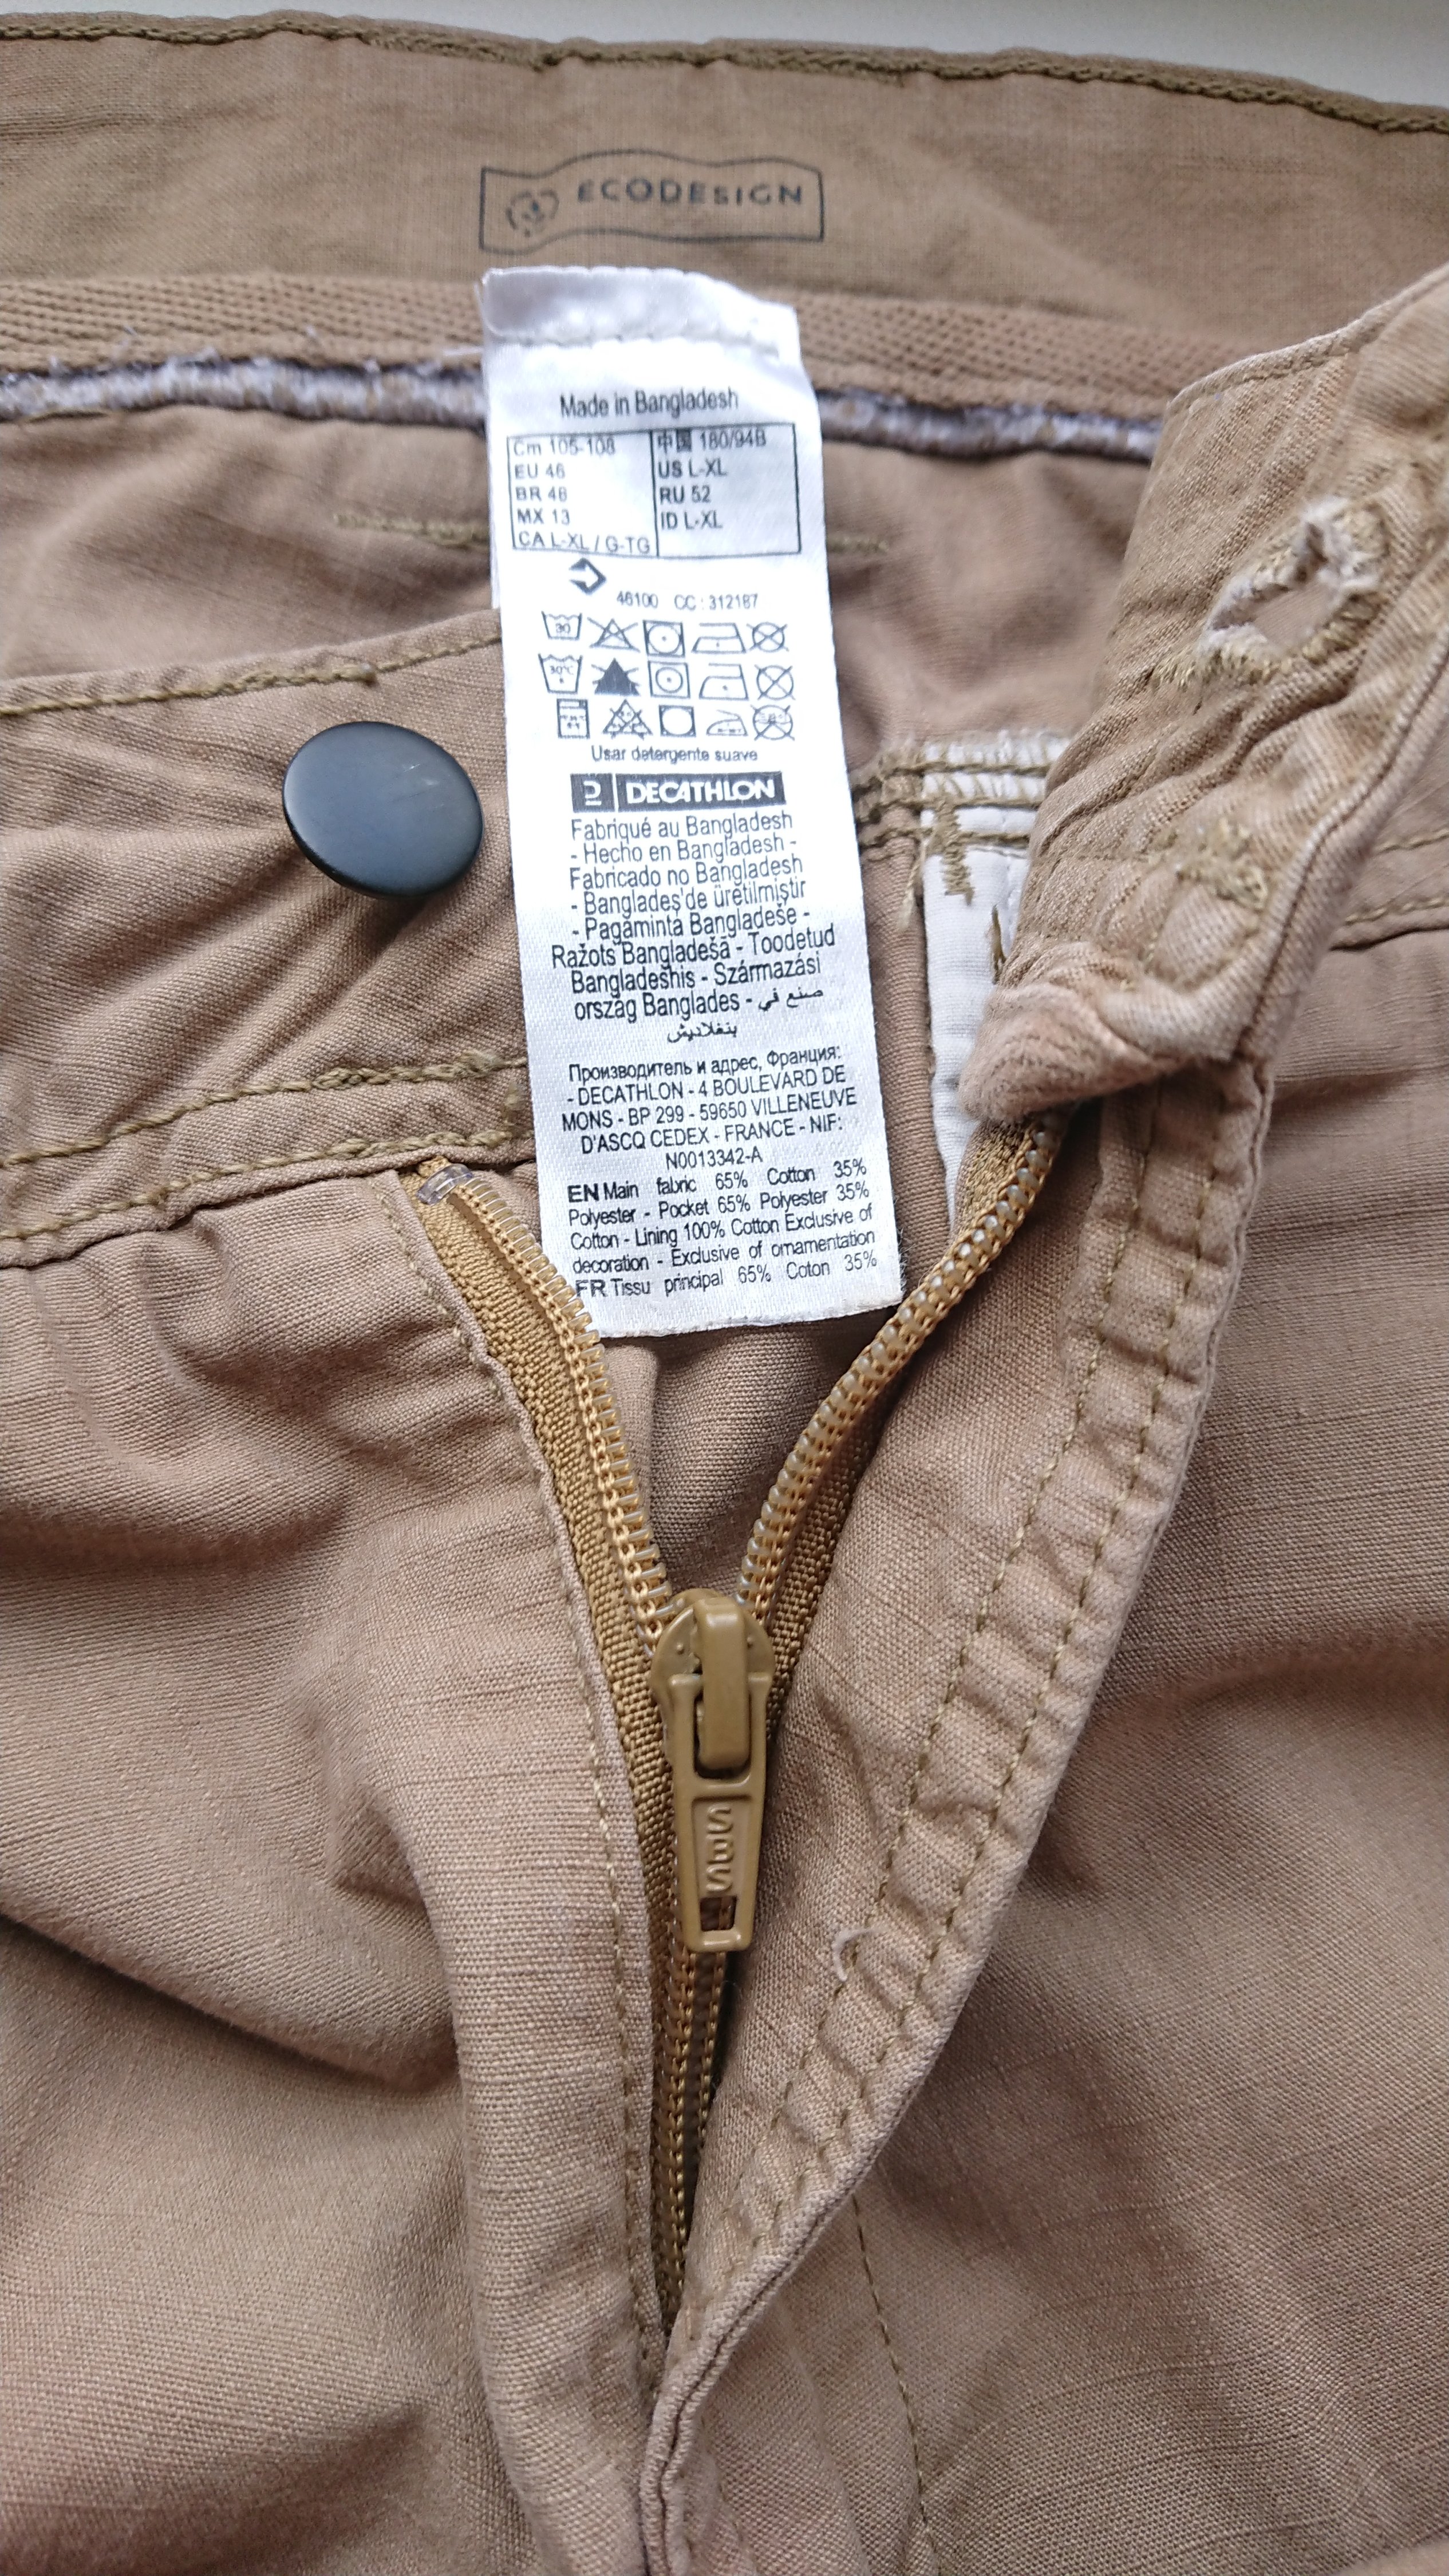 ECODESIGN
Made in Bangladesh
Cm 105-108
EU 46
BR 46
MX 13
CA L-XL / G-TG
中国 180/94B
US L-XL
RU 52
ID L-XL
46100 CC : 312187
30
30°C
Usar detergente suave
DECATHLON
Fabriqué au Bangladesh
- Hecho en Bangladesh -
Fabricado no Bangladesh
- Bangladeş'de üretilmiştir
- Pagaminta Bangladeše -
Ražots Bangladešā - Toodetud
Bangladeshis - Származási
ország Banglades - صنع في
بنغلاديش
Производитель и адрес, Франция:
- DECATHLON - 4 BOULEVARD DE
MONS - BP 299 - 59650 VILLENEUVE
D'ASCQ CEDEX - FRANCE - NIF:
N0013342-A
EN Main fabric 65% Cotton 35%
Polyester - Pocket 65% Polyester 35%
Cotton - Lining 100% Cotton Exclusive of
decoration - Exclusive of ornamentation
FR Tissu principal 65% Coton 35%
SBS